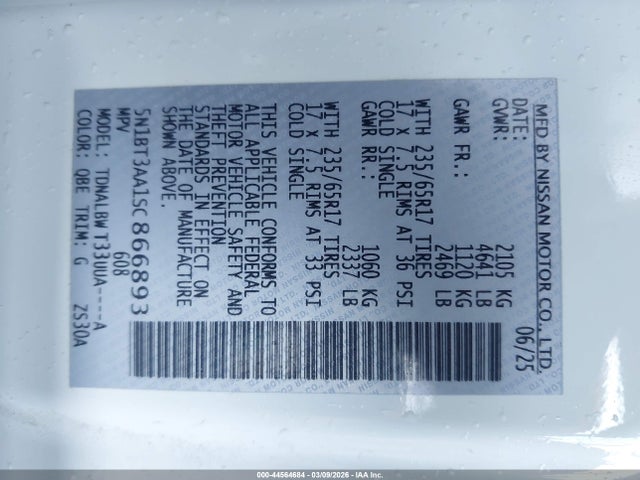 MFD BY NISSAN MOTOR CO., LTD.
DATE: 06/25
GVWR: 2105 KG
4641 LB
GAWR FR.: 1120 KG
2469 LB
WITH 235/65R17 TIRES
17 X 7.5 RIMS AT 36 PSI
COLD SINGLE
GAWR RR.: 1060 KG
2337 LB
WITH 235/65R17 TIRES
17 X 7.5 RIMS AT 33 PSI
COLD SINGLE
THIS VEHICLE CONFORMS TO
ALL APPLICABLE FEDERAL
MOTOR VEHICLE SAFETY AND
THEFT PREVENTION
STANDARDS IN EFFECT ON
THE DATE OF MANUFACTURE
SHOWN ABOVE.
5N1BT3AA1SC866893
MPV 608
MODEL: TDNALBW T33UUA----A
COLOR: QBE TRIM: G ZS30A
000-44564684 | 03/09/2026 | IAA Inc.